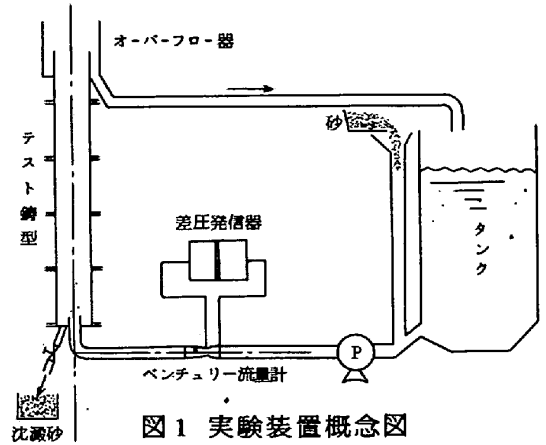 オーバーフロー器
砂
テスト鋳型
差圧発信器
タンク
P
ベンチュリー流量計
沈澱砂
図1 実験装置概念図